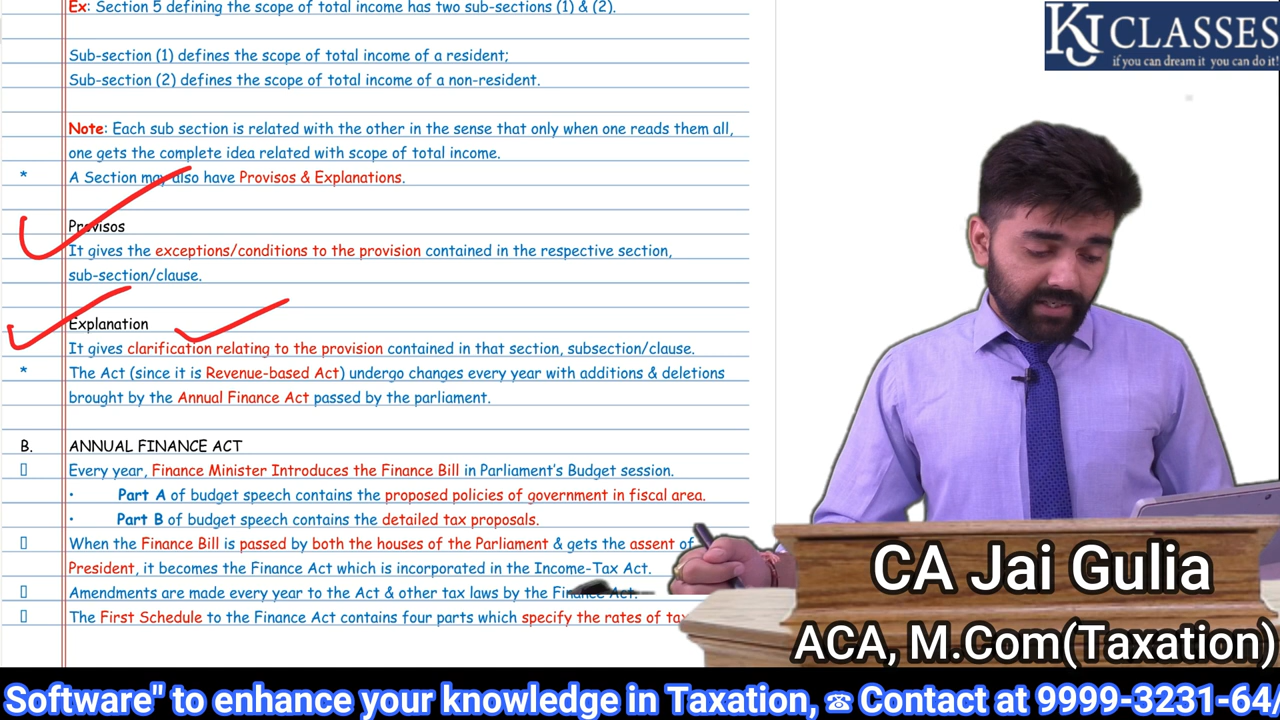 Ex: Section 5 defining the scope of total income has two sub-sections (1) & (2).
Sub-section (1) defines the scope of total income of a resident;
Sub-section (2) defines the scope of total income of a non-resident.
Note: Each sub section is related with the other in the sense that only when one reads them all,
one gets the complete idea related with scope of total income.
* A Section may also have Provisos & Explanations.
Provisos
It gives the exceptions/conditions to the provision contained in the respective section,
sub-section/clause.
Explanation
It gives clarification relating to the provision contained in that section, subsection/clause.
* The Act (since it is Revenue-based Act) undergo changes every year with additions & deletions
brought by the Annual Finance Act passed by the parliament.
B. ANNUAL FINANCE ACT
Every year, Finance Minister Introduces the Finance Bill in Parliament's Budget session.
• Part A of budget speech contains the proposed policies of government in fiscal area.
• Part B of budget speech contains the detailed tax proposals.
When the Finance Bill is passed by both the houses of the Parliament & gets the assent of
President, it becomes the Finance Act which is incorporated in the Income-Tax Act.
Amendments are made every year to the Act & other tax laws by the Finance Act.
The First Schedule to the Finance Act contains four parts which specify the rates of
KJ CLASSES
if you can dream it you can do it!
CA Jai Gulia
ACA, M.Com(Taxation)
Software" to enhance your knowledge in Taxation, ☎ Contact at 9999-3231-64/